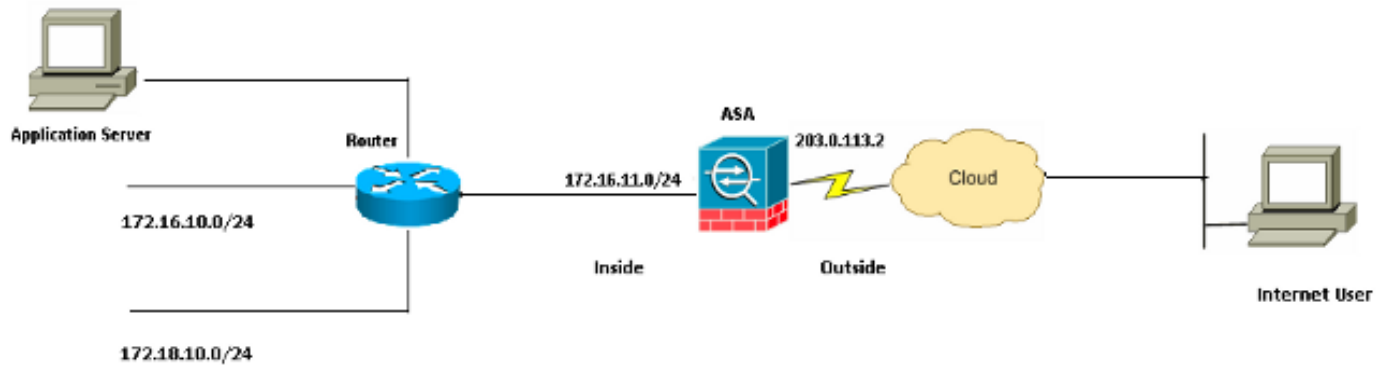 ASA
Application Server
Router
203.0.113.2
172.16.11.0/24
Cloud
172.16.10.0/24
Inside
Outside
Internet User
172.18.10.0/24